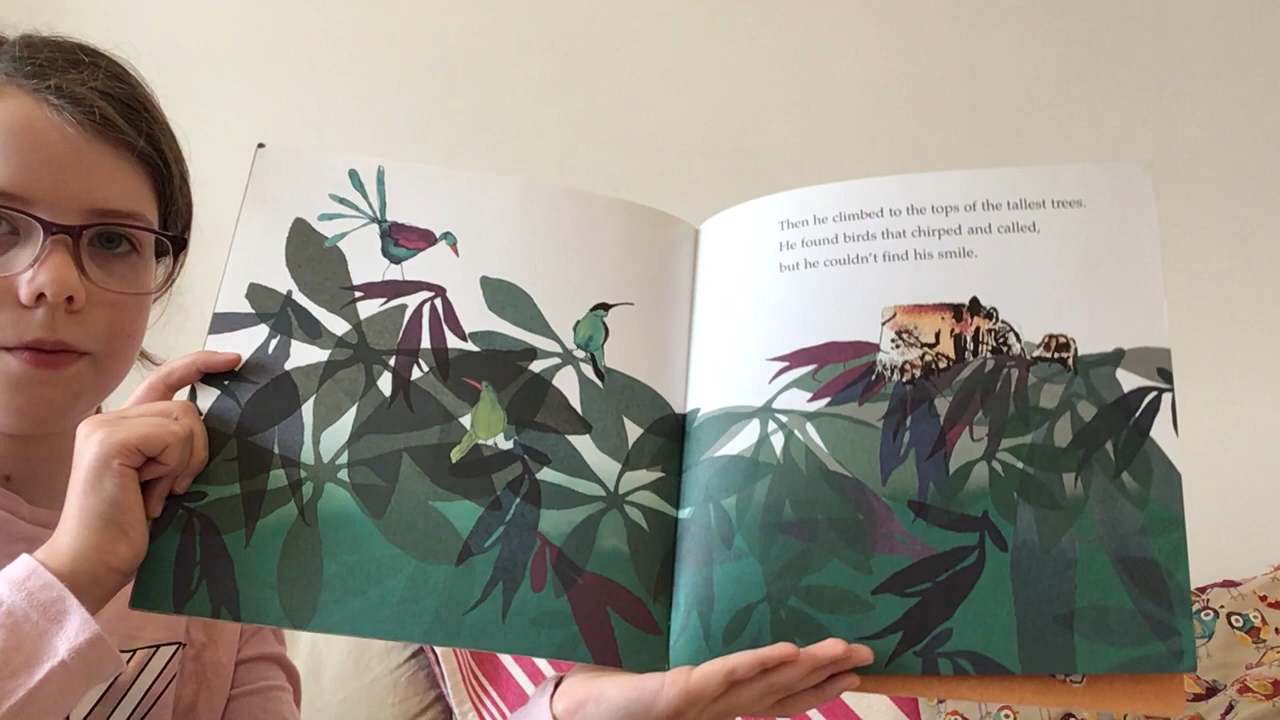 Then he climbed to the tops of the tallest trees.
He found birds that chirped and called,
but he couldn't find his smile.